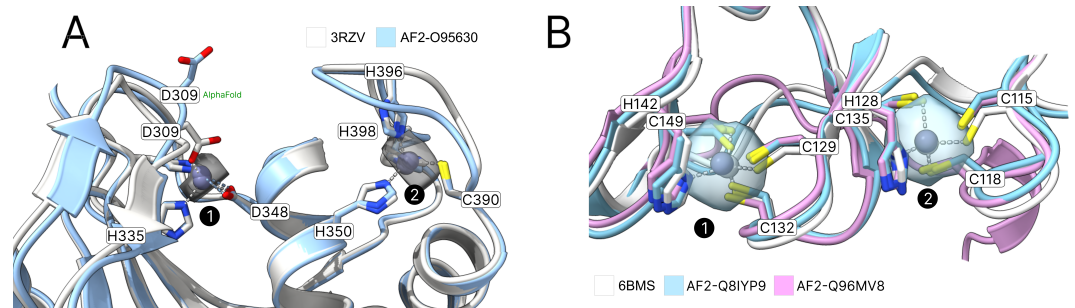 A
3RZV
AF2-O95630
D309
AlphaFold
H396
D309
H398
1
2
D348
C390
H335
H350
B
H142
H128
C115
C149
C135
C129
C118
1
2
C132
6BMS
AF2-Q8IYP9
AF2-Q96MV8